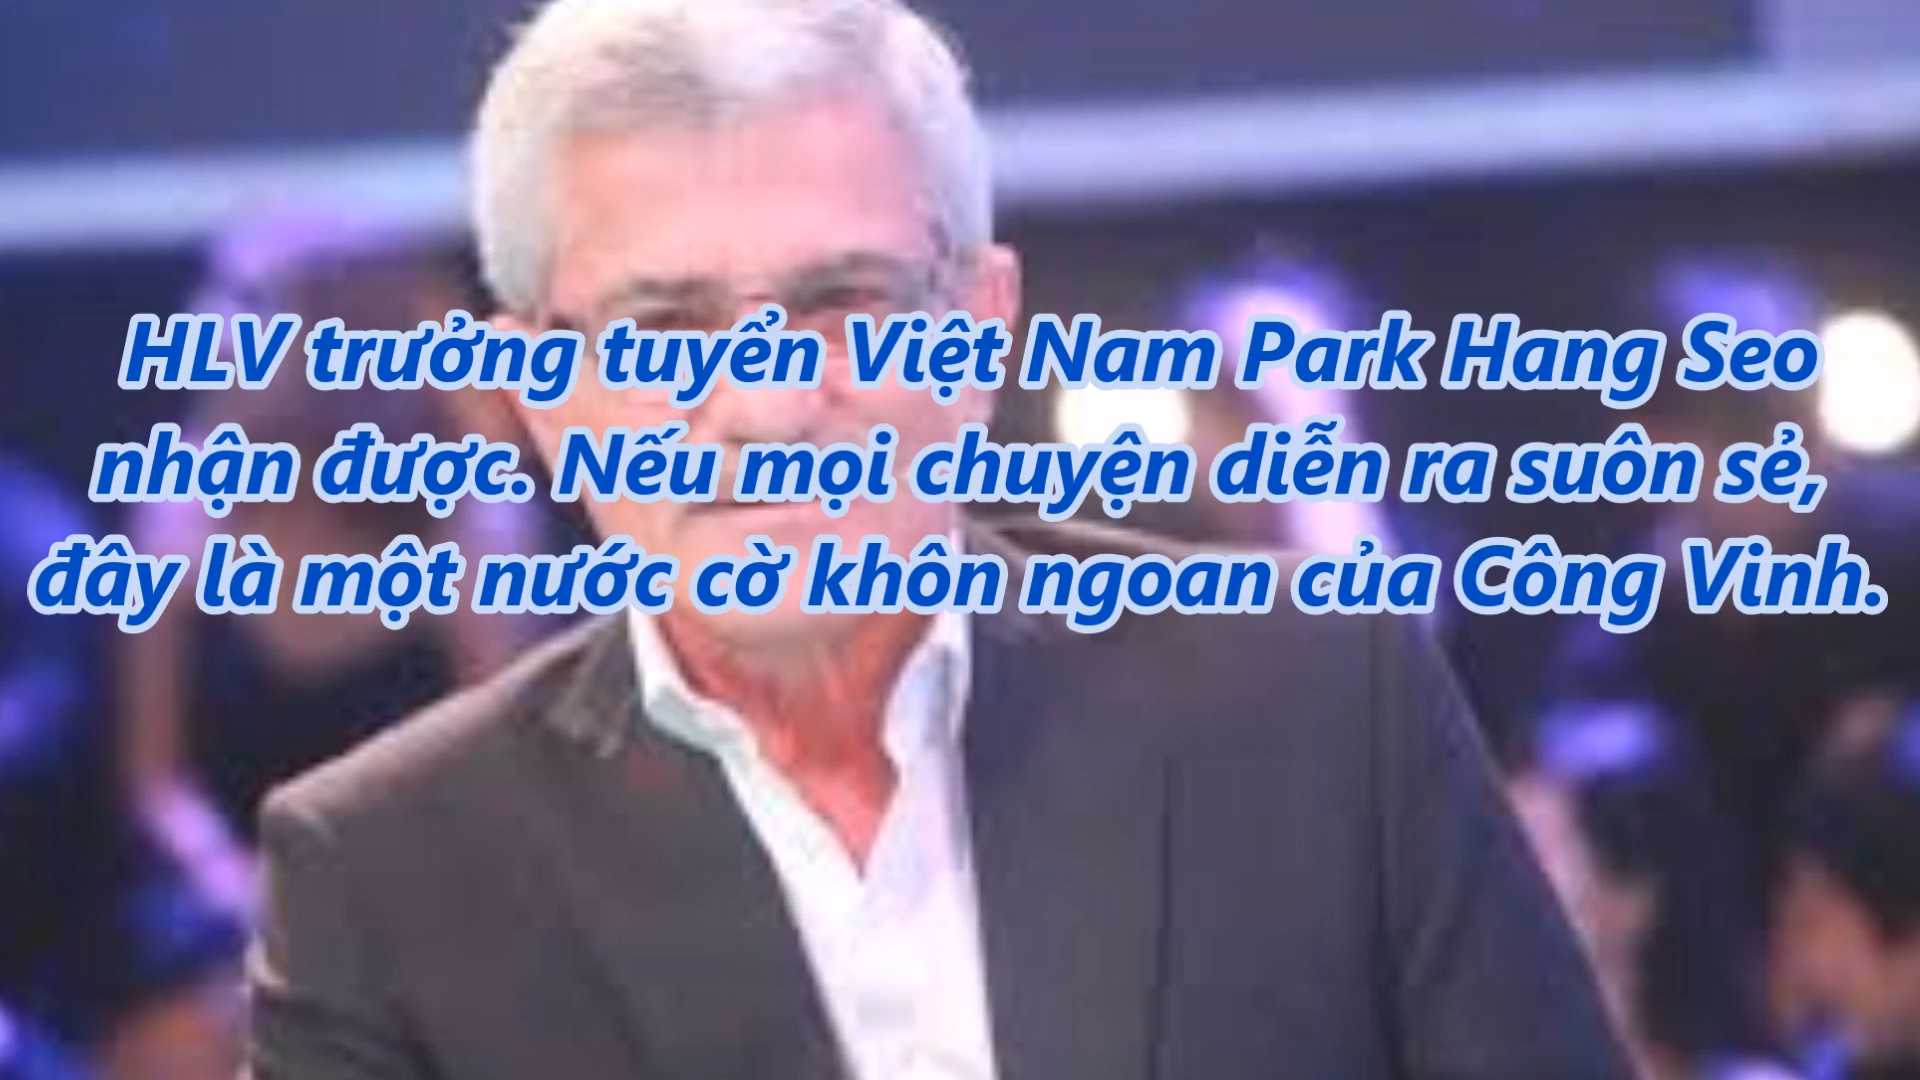 HLV trưởng tuyển Việt Nam Park Hang Seo
nhận được. Nếu mọi chuyện diễn ra suôn sẻ,
đây là một nước cờ khôn ngoan của Công Vinh.